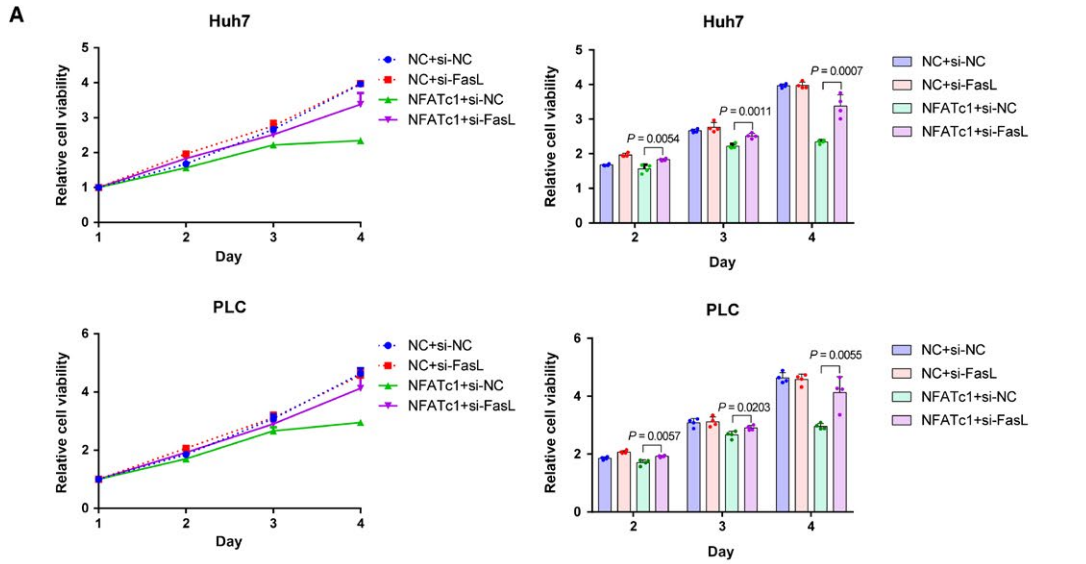 A
Huh7
Relative cell viability
5
4
3
2
1
0
1
2
3
4
Day
NC+si-NC
NC+si-FasL
NFATc1+si-NC
NFATc1+si-FasL
Huh7
Relative cell viability
5
4
3
2
1
0
P = 0.0054
P = 0.0011
P = 0.0007
2
3
4
Day
NC+si-NC
NC+si-FasL
NFATc1+si-NC
NFATc1+si-FasL
PLC
Relative cell viability
6
4
2
0
1
2
3
4
Day
NC+si-NC
NC+si-FasL
NFATc1+si-NC
NFATc1+si-FasL
PLC
Relative cell viability
6
4
2
0
P = 0.0057
P = 0.0203
P = 0.0055
2
3
4
Day
NC+si-NC
NC+si-FasL
NFATc1+si-NC
NFATc1+si-FasL